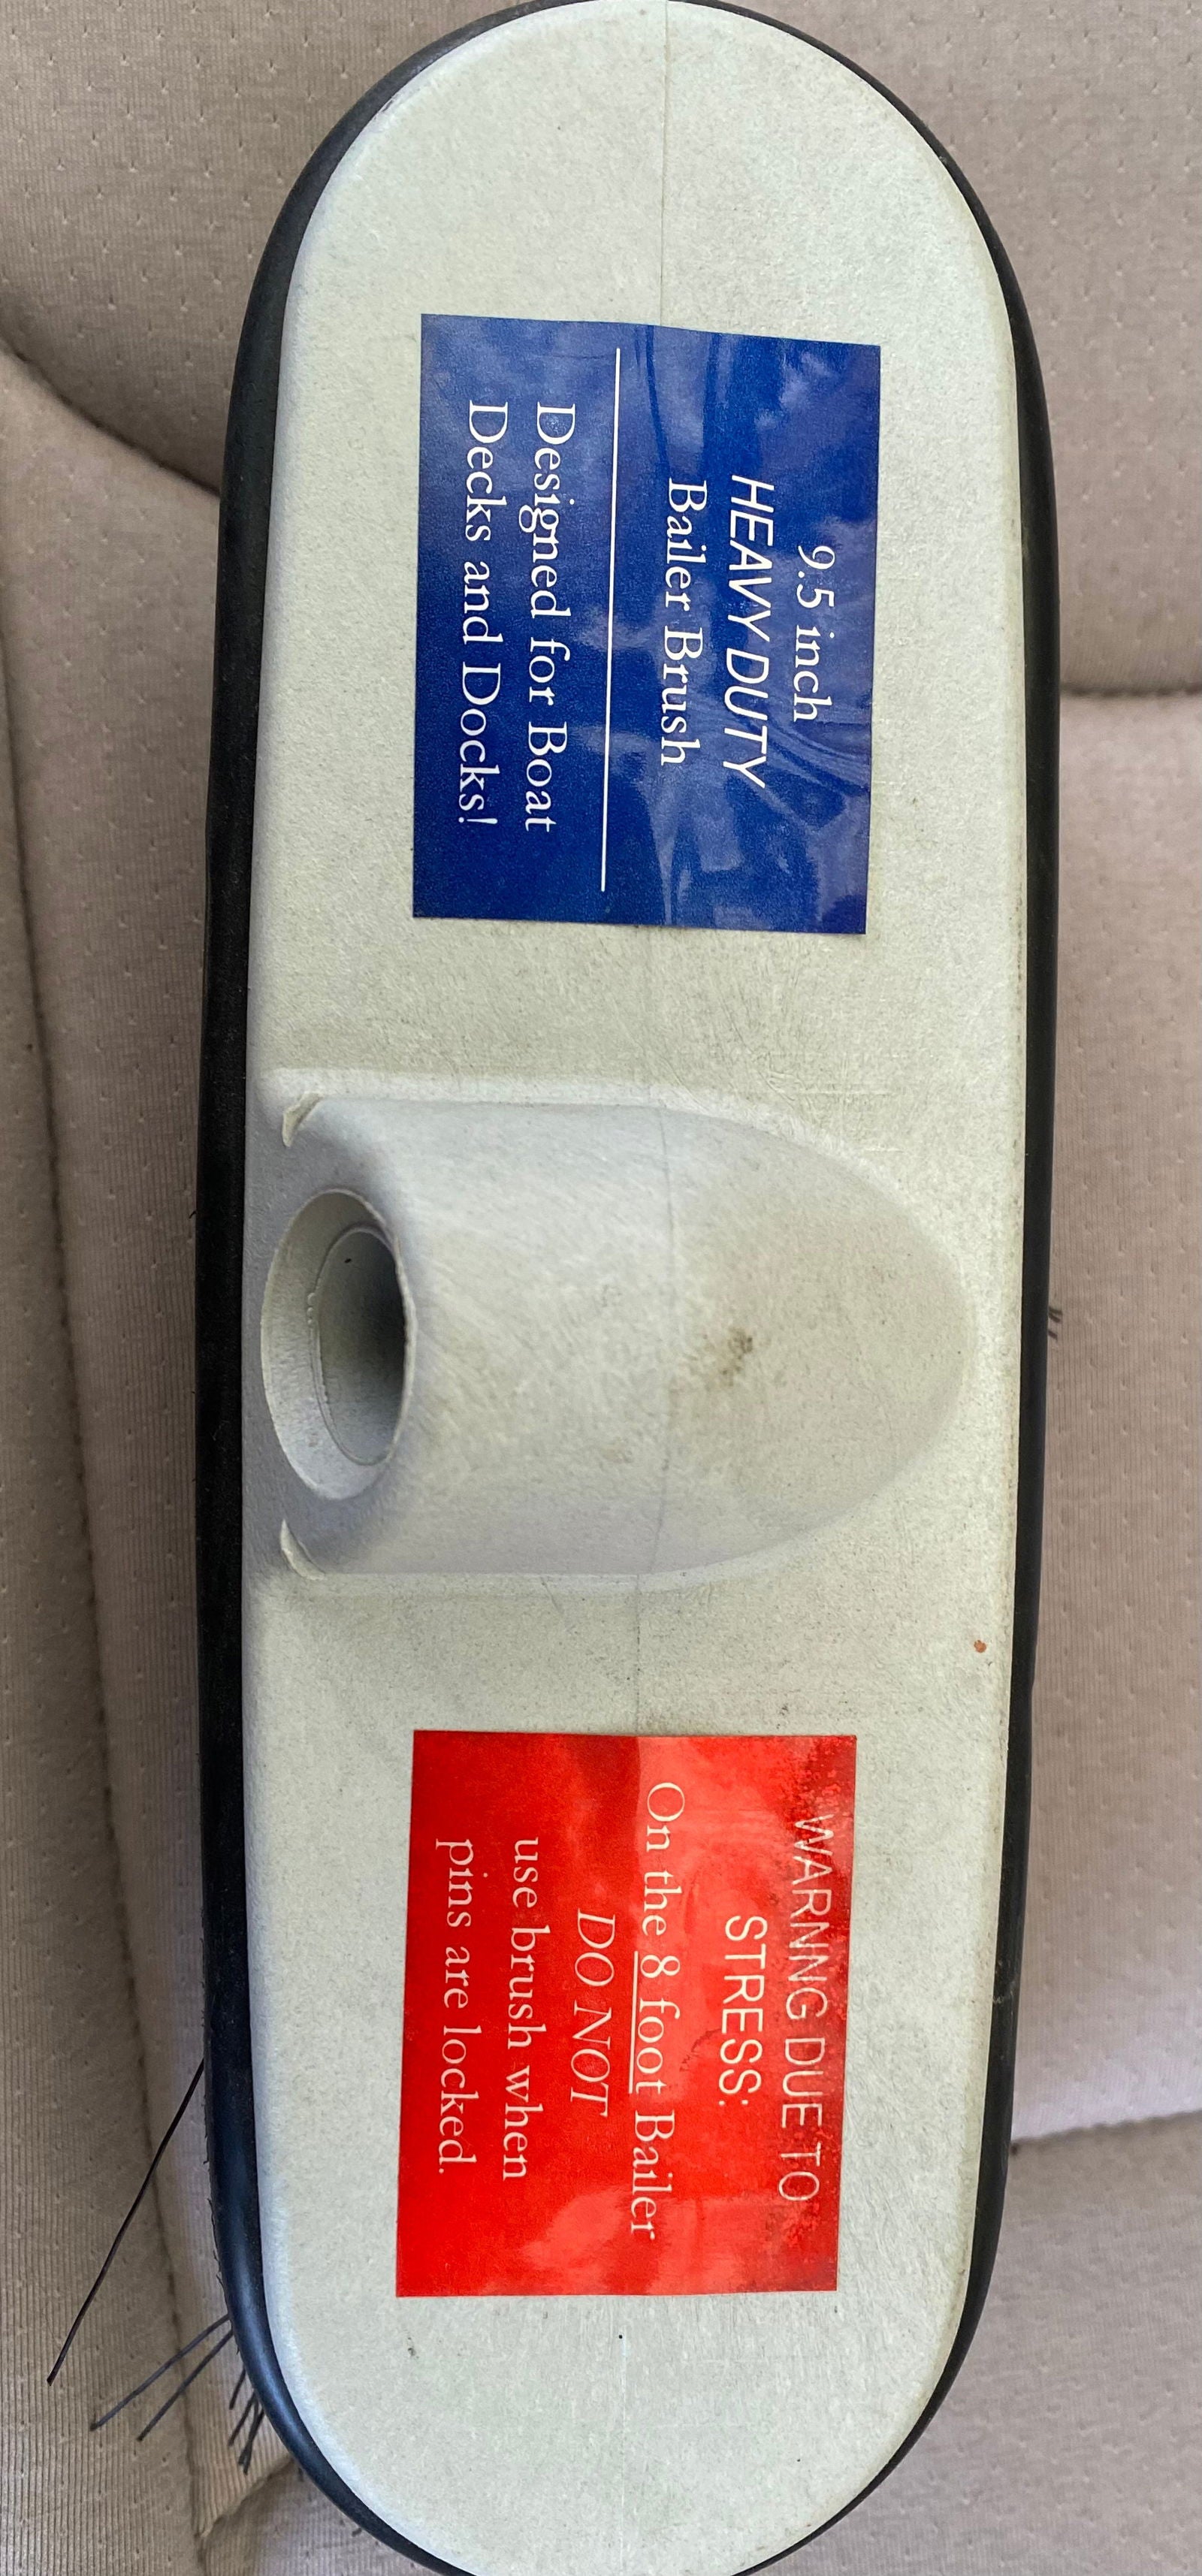 9.5 inch
HEAVY DUTY
Bailer Brush
Designed for Boat
Decks and Docks!
WARNNG DUE TO
STRESS:
On the 8 foot Bailer
DO NOT
use brush when
pins are locked.